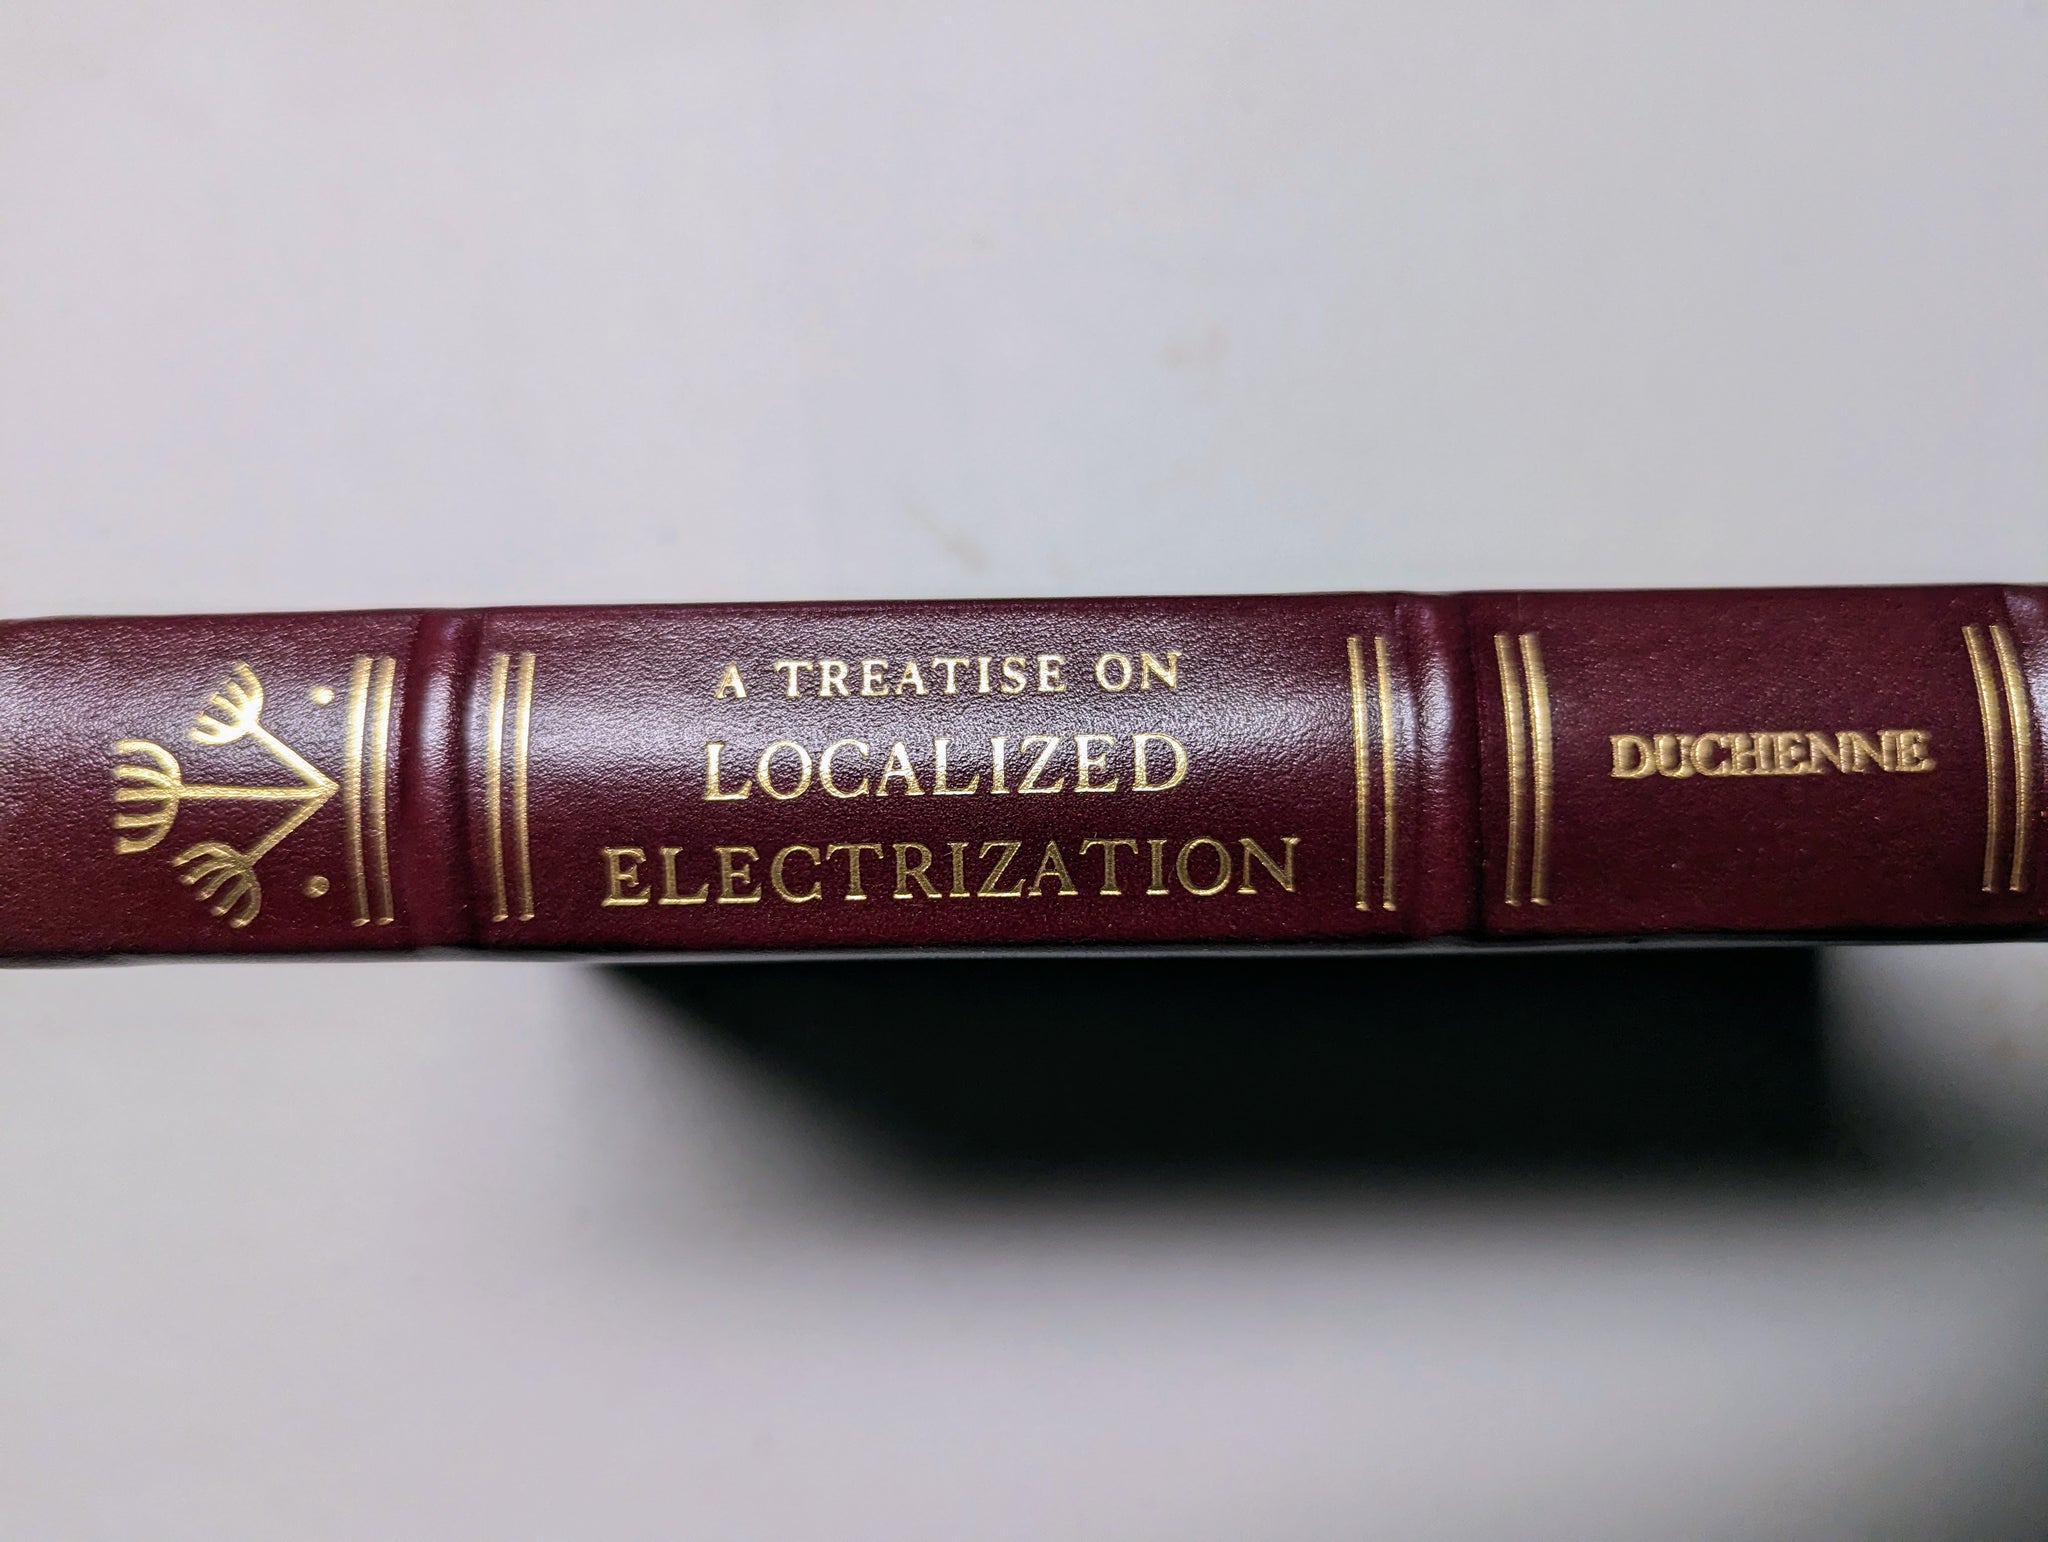 A TREATISE ON
LOCALIZED
ELECTRIZATION
DUCHENNE